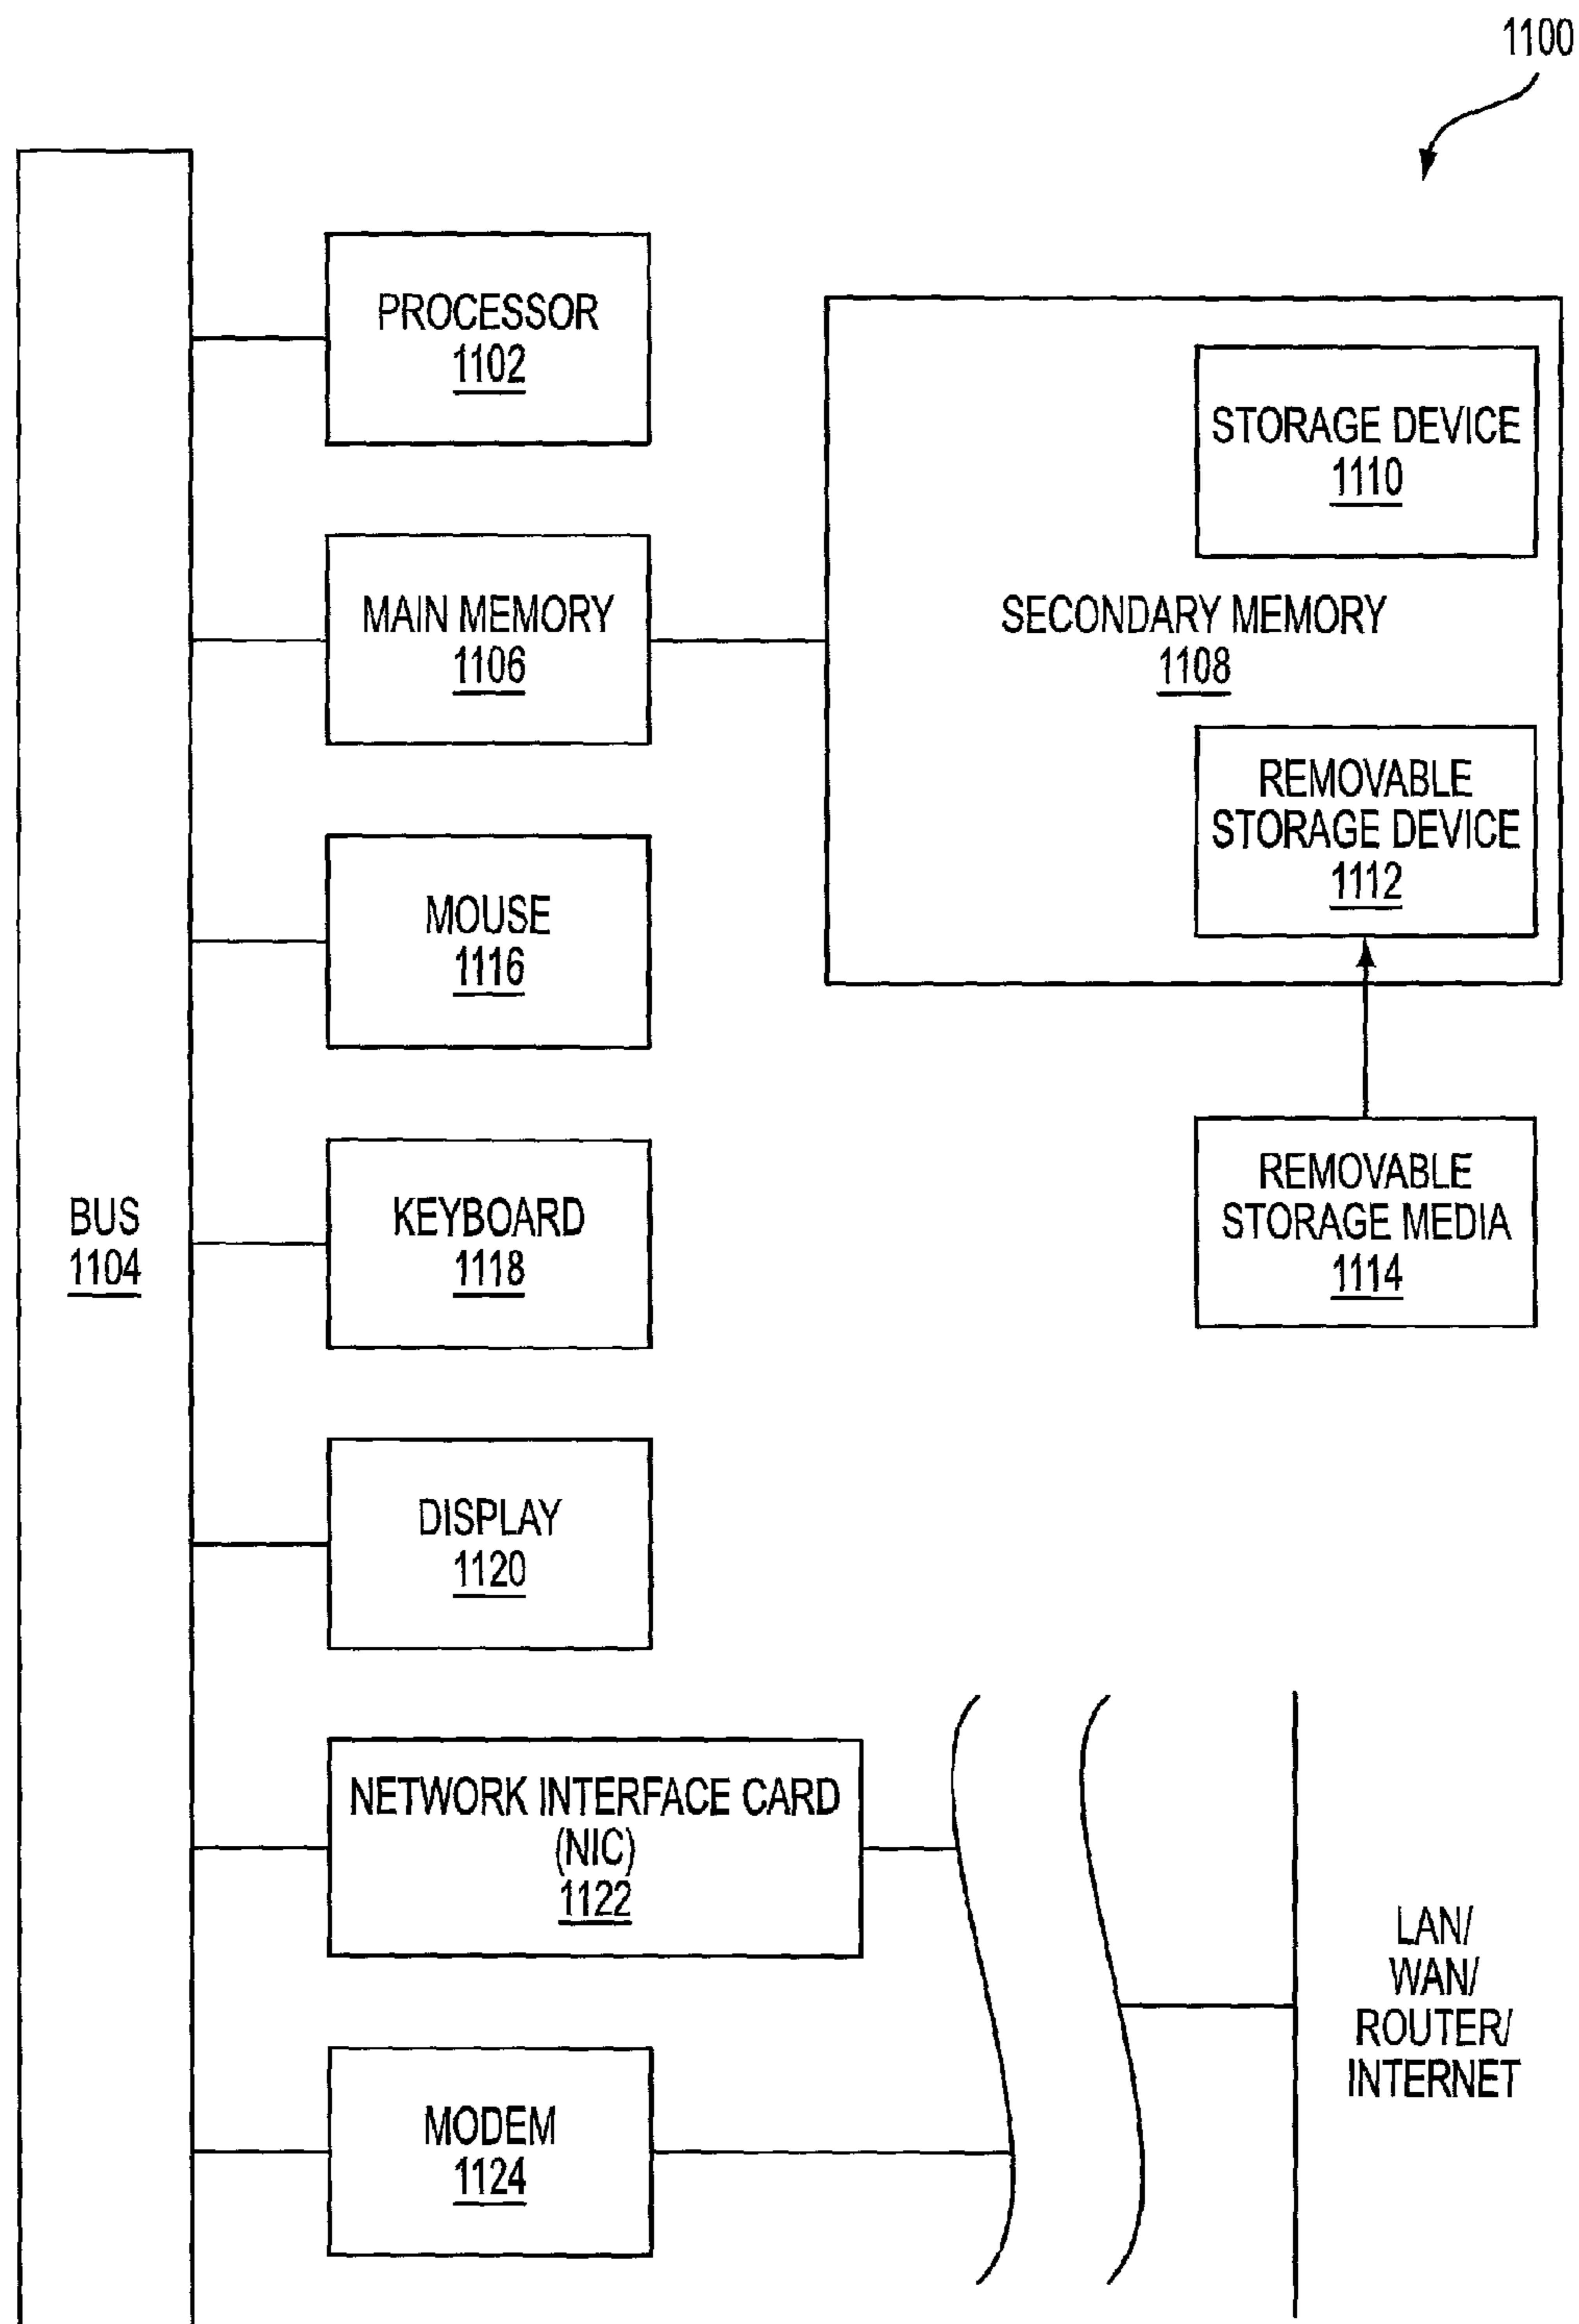 1100
PROCESSOR
1102
STORAGE DEVICE
1110
MAIN MEMORY
1106
SECONDARY MEMORY
1108
REMOVABLE
STORAGE DEVICE
1112
MOUSE
1116
REMOVABLE
STORAGE MEDIA
1114
BUS
1104
KEYBOARD
1118
DISPLAY
1120
NETWORK INTERFACE CARD
(NIC)
1122
LAN/
WAN/
ROUTER/
INTERNET
MODEM
1124